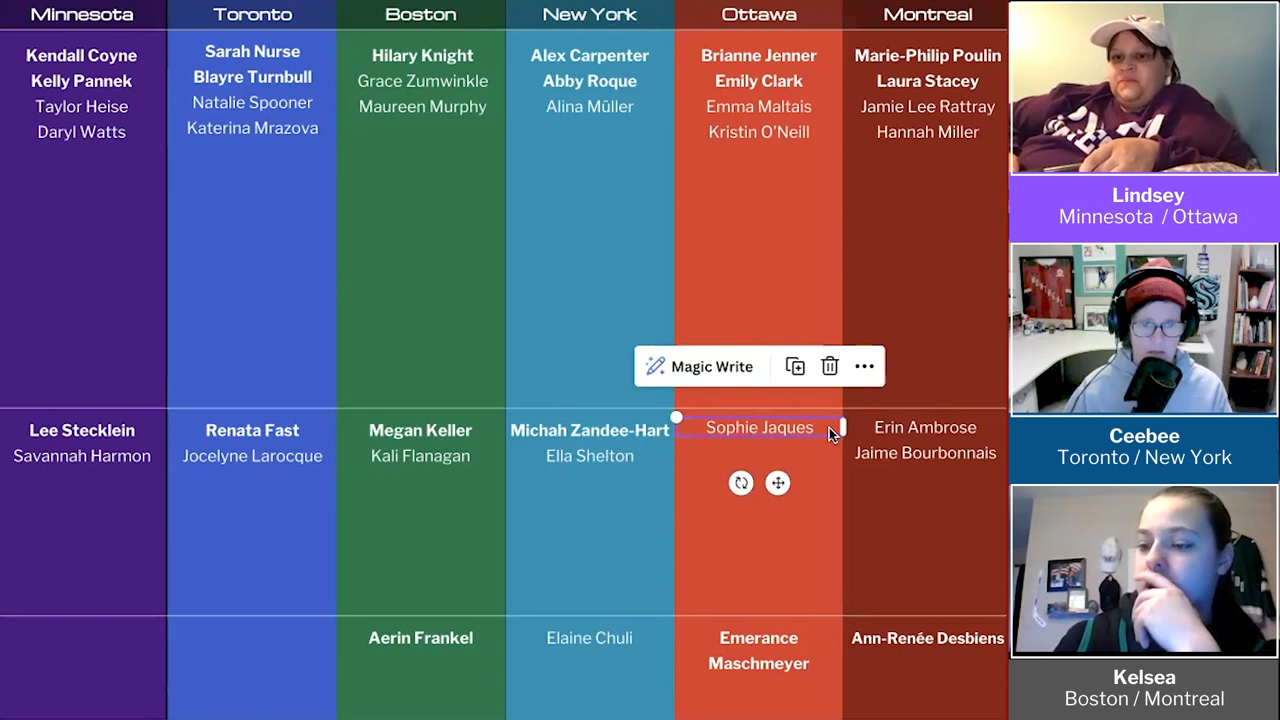 Minnesota
Kendall Coyne
Kelly Pannek
Taylor Heise
Daryl Watts
Lee Stecklein
Savannah Harmon
Toronto
Sarah Nurse
Blayre Turnbull
Natalie Spooner
Katerina Mrazova
Renata Fast
Jocelyne Larocque
Boston
Hilary Knight
Grace Zumwinkle
Maureen Murphy
Megan Keller
Kali Flanagan
Aerin Frankel
New York
Alex Carpenter
Abby Roque
Alina Müller
Michah Zandee-Hart
Ella Shelton
Elaine Chuli
Ottawa
Brianne Jenner
Emily Clark
Emma Maltais
Kristin O'Neill
Magic Write
Sophie Jaques
Emerance
Maschmeyer
Montreal
Marie-Philip Poulin
Laura Stacey
Jamie Lee Rattray
Hannah Miller
Erin Ambrose
Jaime Bourbonnais
Ann-Renée Desbiens
Lindsey
Minnesota / Ottawa
Ceebee
Toronto / New York
Kelsea
Boston / Montreal